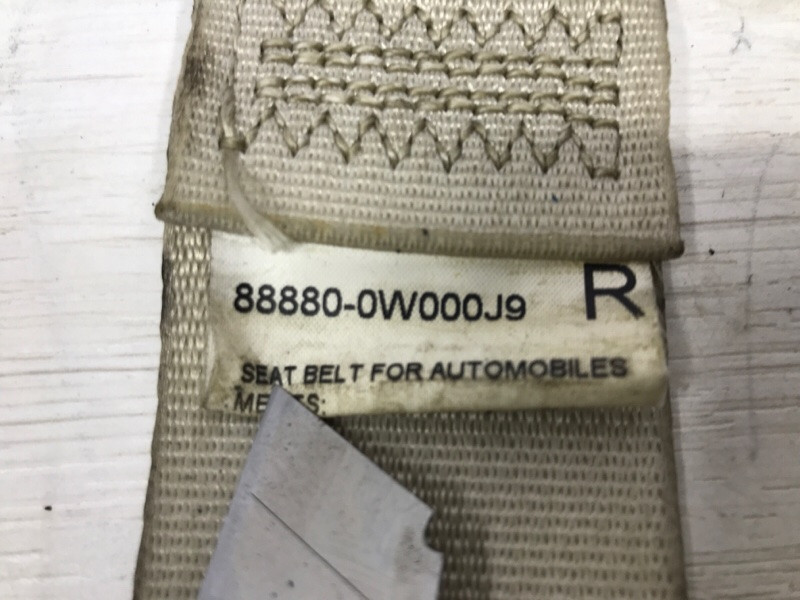 88880-0W000J9 R
SEAT BELT FOR AUTOMOBILES